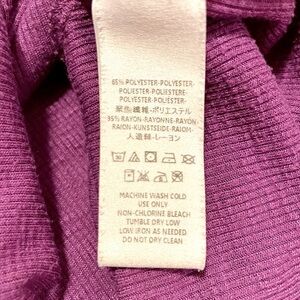 65% POLYESTER-POLYESTER-
POLIESTER-POLIESTERE-
POLYESTER-POLYESTER-
聚酯纖維-ポリエステル
35% RAYON-RAYONNE-RAYON-
RAION-KUNSTSEIDE-RAIOM-
人造絲-レーヨン
MACHINE WASH COLD
USE ONLY
NON-CHLORINE BLEACH
TUMBLE DRY LOW
LOW IRON AS NEEDED
DO NOT DRY CLEAN